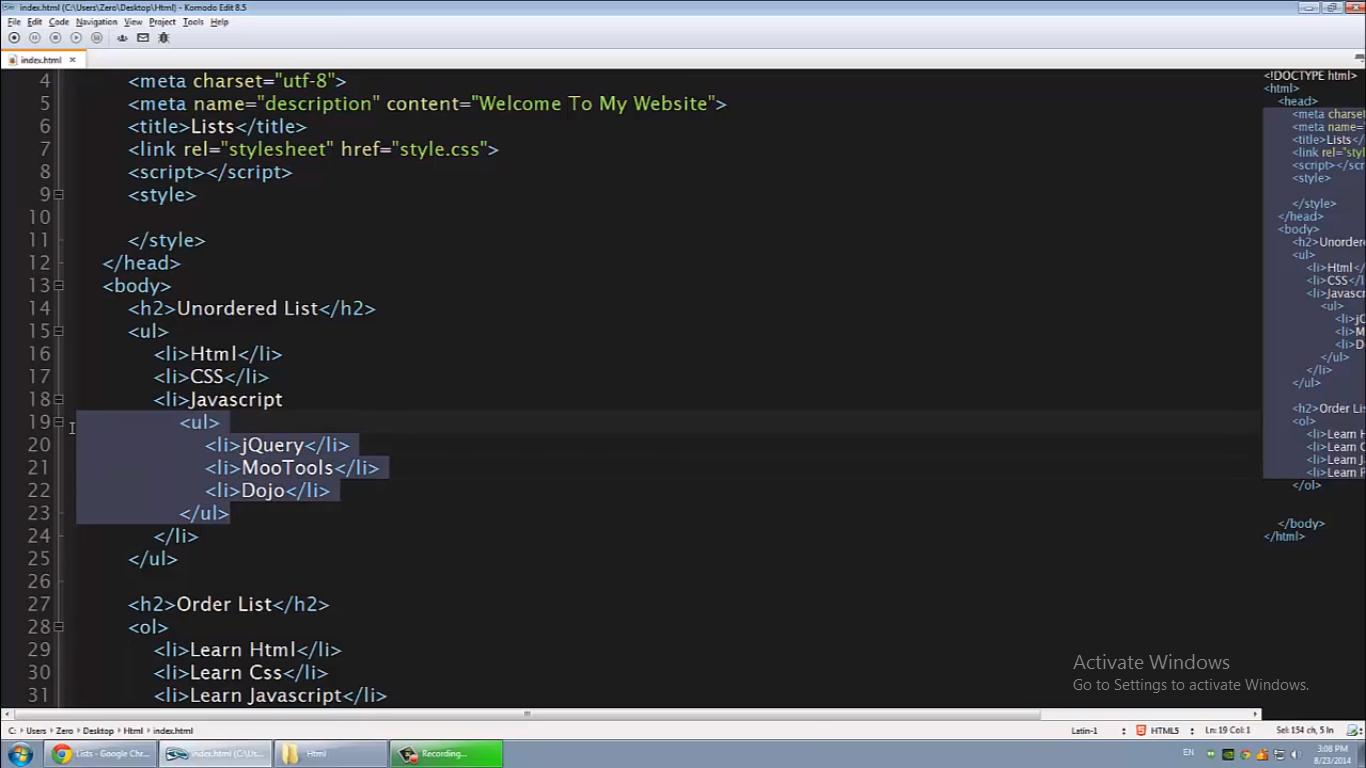 index.html (C:\Users\Zero\Desktop\Html) - Komodo Edit 8.5
File Edit Code Navigation View Project Tools Help
index.html
4 <meta charset="utf-8">
5 <meta name="description" content="Welcome To My Website">
6 <title>Lists</title>
7 <link rel="stylesheet" href="style.css">
8 <script></script>
9 <style>
10
11 </style>
12 </head>
13 <body>
14 <h2>Unordered List</h2>
15 <ul>
16 <li>Html</li>
17 <li>CSS</li>
18 <li>Javascript
19 <ul>
20 <li>jQuery</li>
21 <li>MooTools</li>
22 <li>Dojo</li>
23 </ul>
24 </li>
25 </ul>
26
27 <h2>Order List</h2>
28 <ol>
29 <li>Learn Html</li>
30 <li>Learn Css</li>
31 <li>Learn Javascript</li>
<!DOCTYPE html>
<html>
<head>
<meta charset
<meta name=
<title>Lists</
<link rel="styl
<script></scr
<style>
</style>
</head>
<body>
<h2>Unorder
<ul>
<li>Html</
<li>CSS</l
<li>Javascr
<ul>
<li>jQ
<li>M
<li>D
</ul>
</li>
</ul>
<h2>Order Li
<ol>
<li>Learn H
<li>Learn C
<li>Learn J
<li>Learn P
</ol>
</body>
</html>
Activate Windows
Go to Settings to activate Windows.
C: Users Zero Desktop Html index.html
Latin-1 HTML5 Ln: 19 Col: 1 Sel: 154 ch, 5 ln
Lists - Google Chr... index.html (C:\Us... Html Recording...
EN 3:08 PM
8/23/2014